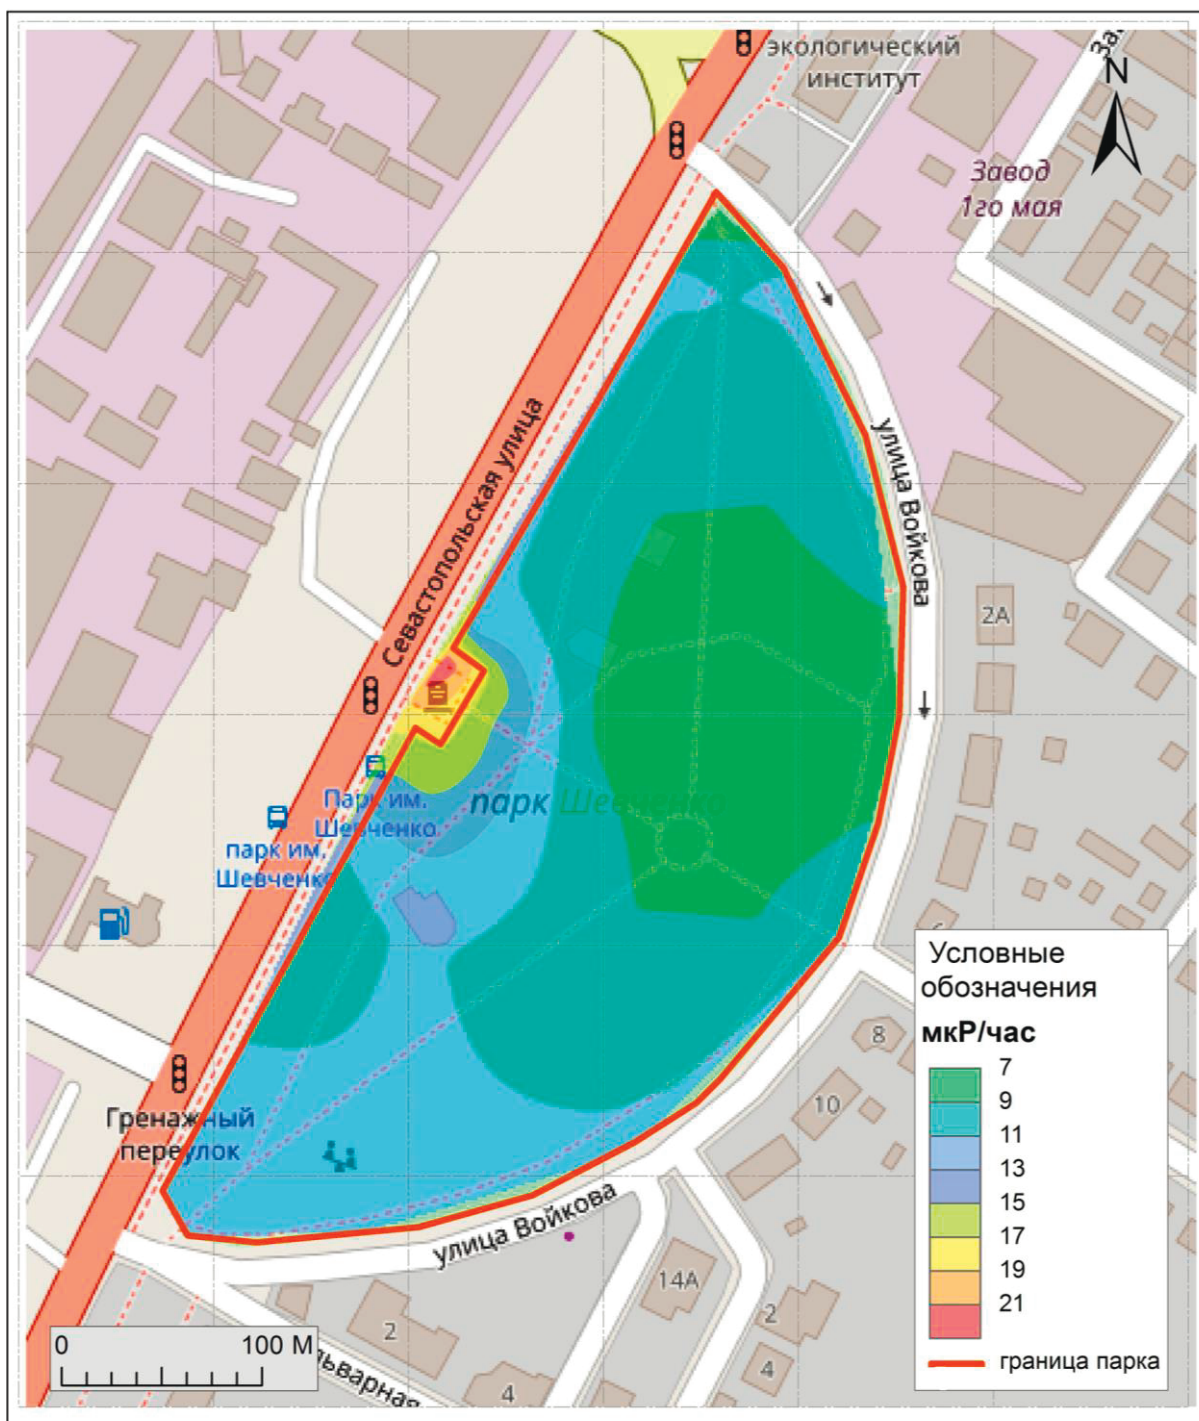 экологический
институт
За
N
Завод
1го мая
Севастопольская улица
улица Войкова
2А
Парк им.
Шевченко
парк Шевченко
парк им.
Шевченко
Гренажный
переулок
улица Войкова
8
10
14А
2
2
4
4
льварная
0 100 М
Условные
обозначения
мкР/час
7
9
11
13
15
17
19
21
граница парка